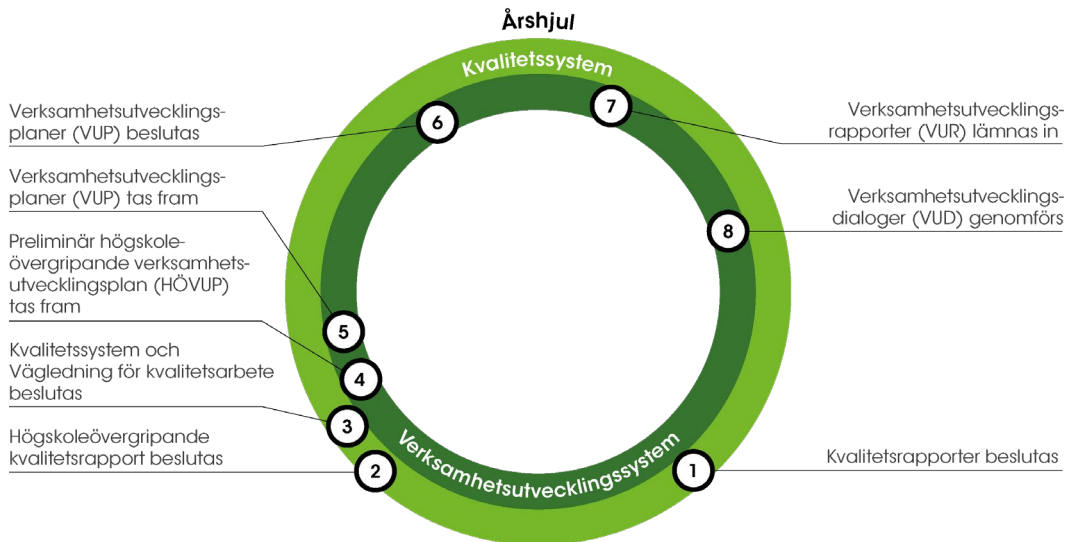 Årshjul
Kvalitetssystem
Verksamhetsutvecklingssystem
Verksamhetsutvecklings-
planer (VUP) beslutas
6
Verksamhetsutvecklings-
planer (VUP) tas fram
5
Preliminär högskole-
övergripande verksamhets-
utvecklingsplan (HÖVUP)
tas fram
4
Kvalitetssystem och
Vägledning för kvalitetsarbete
beslutas
3
Högskoleövergripande
kvalitetsrapport beslutas
2
Verksamhetsutvecklings-
rapporter (VUR) lämnas in
7
Verksamhetsutvecklings-
dialoger (VUD) genomförs
8
Kvalitetsrapporter beslutas
1